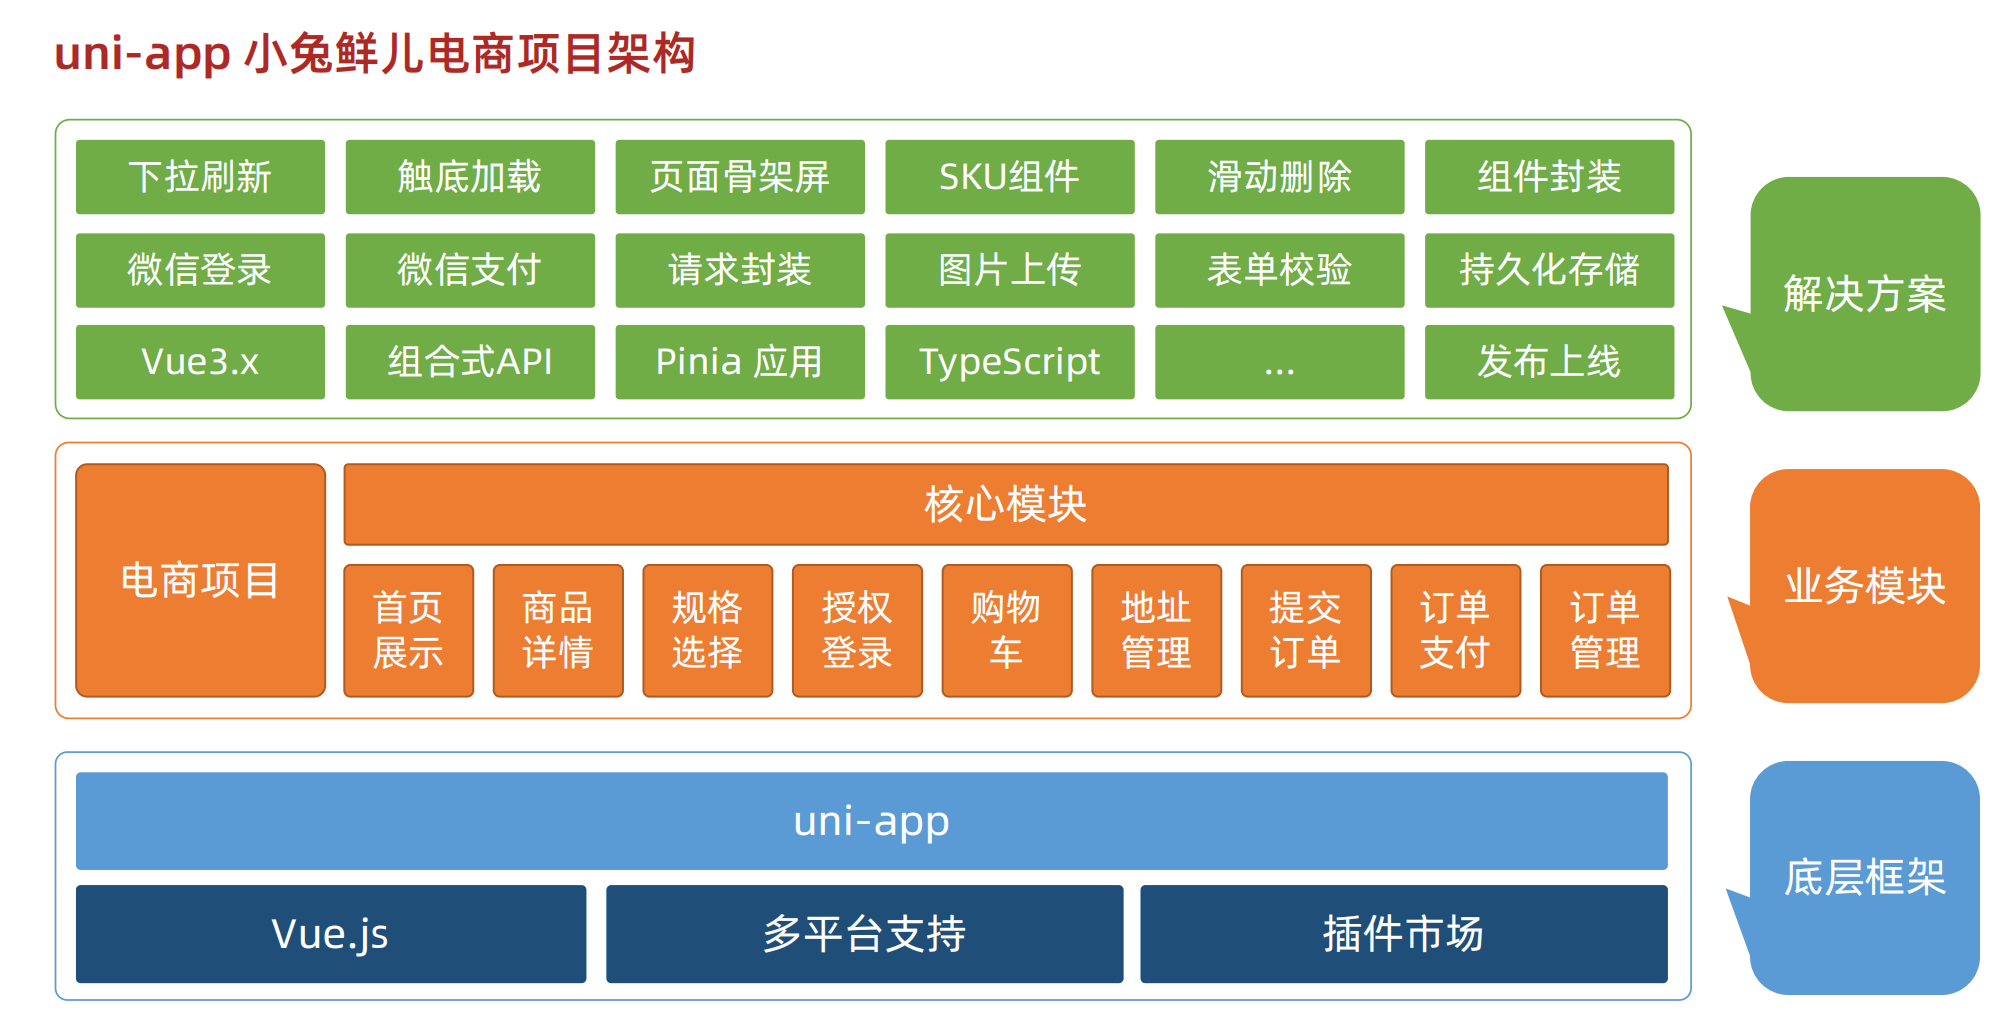 uni-app 小兔鲜儿电商项目架构
下拉刷新
触底加载
页面骨架屏
SKU组件
滑动删除
组件封装
微信登录
微信支付
请求封装
图片上传
表单校验
持久化存储
Vue3.x
组合式API
Pinia 应用
TypeScript
...
发布上线
解决方案
电商项目
核心模块
首页
展示
商品
详情
规格
选择
授权
登录
购物
车
地址
管理
提交
订单
订单
支付
订单
管理
业务模块
uni-app
Vue.js
多平台支持
插件市场
底层框架